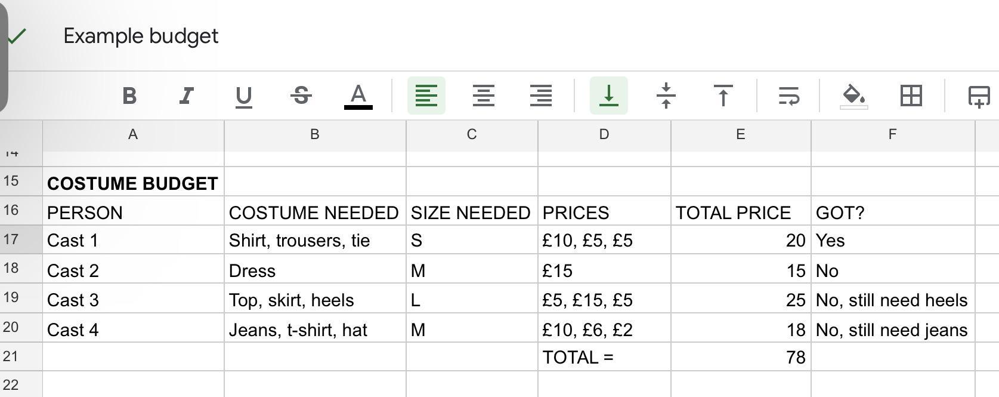 Example budget
B I U S A
A B C D E F
14
15 COSTUME BUDGET
16 PERSON COSTUME NEEDED SIZE NEEDED PRICES TOTAL PRICE GOT?
17 Cast 1 Shirt, trousers, tie S £10, £5, £5 20 Yes
18 Cast 2 Dress M £15 15 No
19 Cast 3 Top, skirt, heels L £5, £15, £5 25 No, still need heels
20 Cast 4 Jeans, t-shirt, hat M £10, £6, £2 18 No, still need jeans
21 TOTAL = 78
22